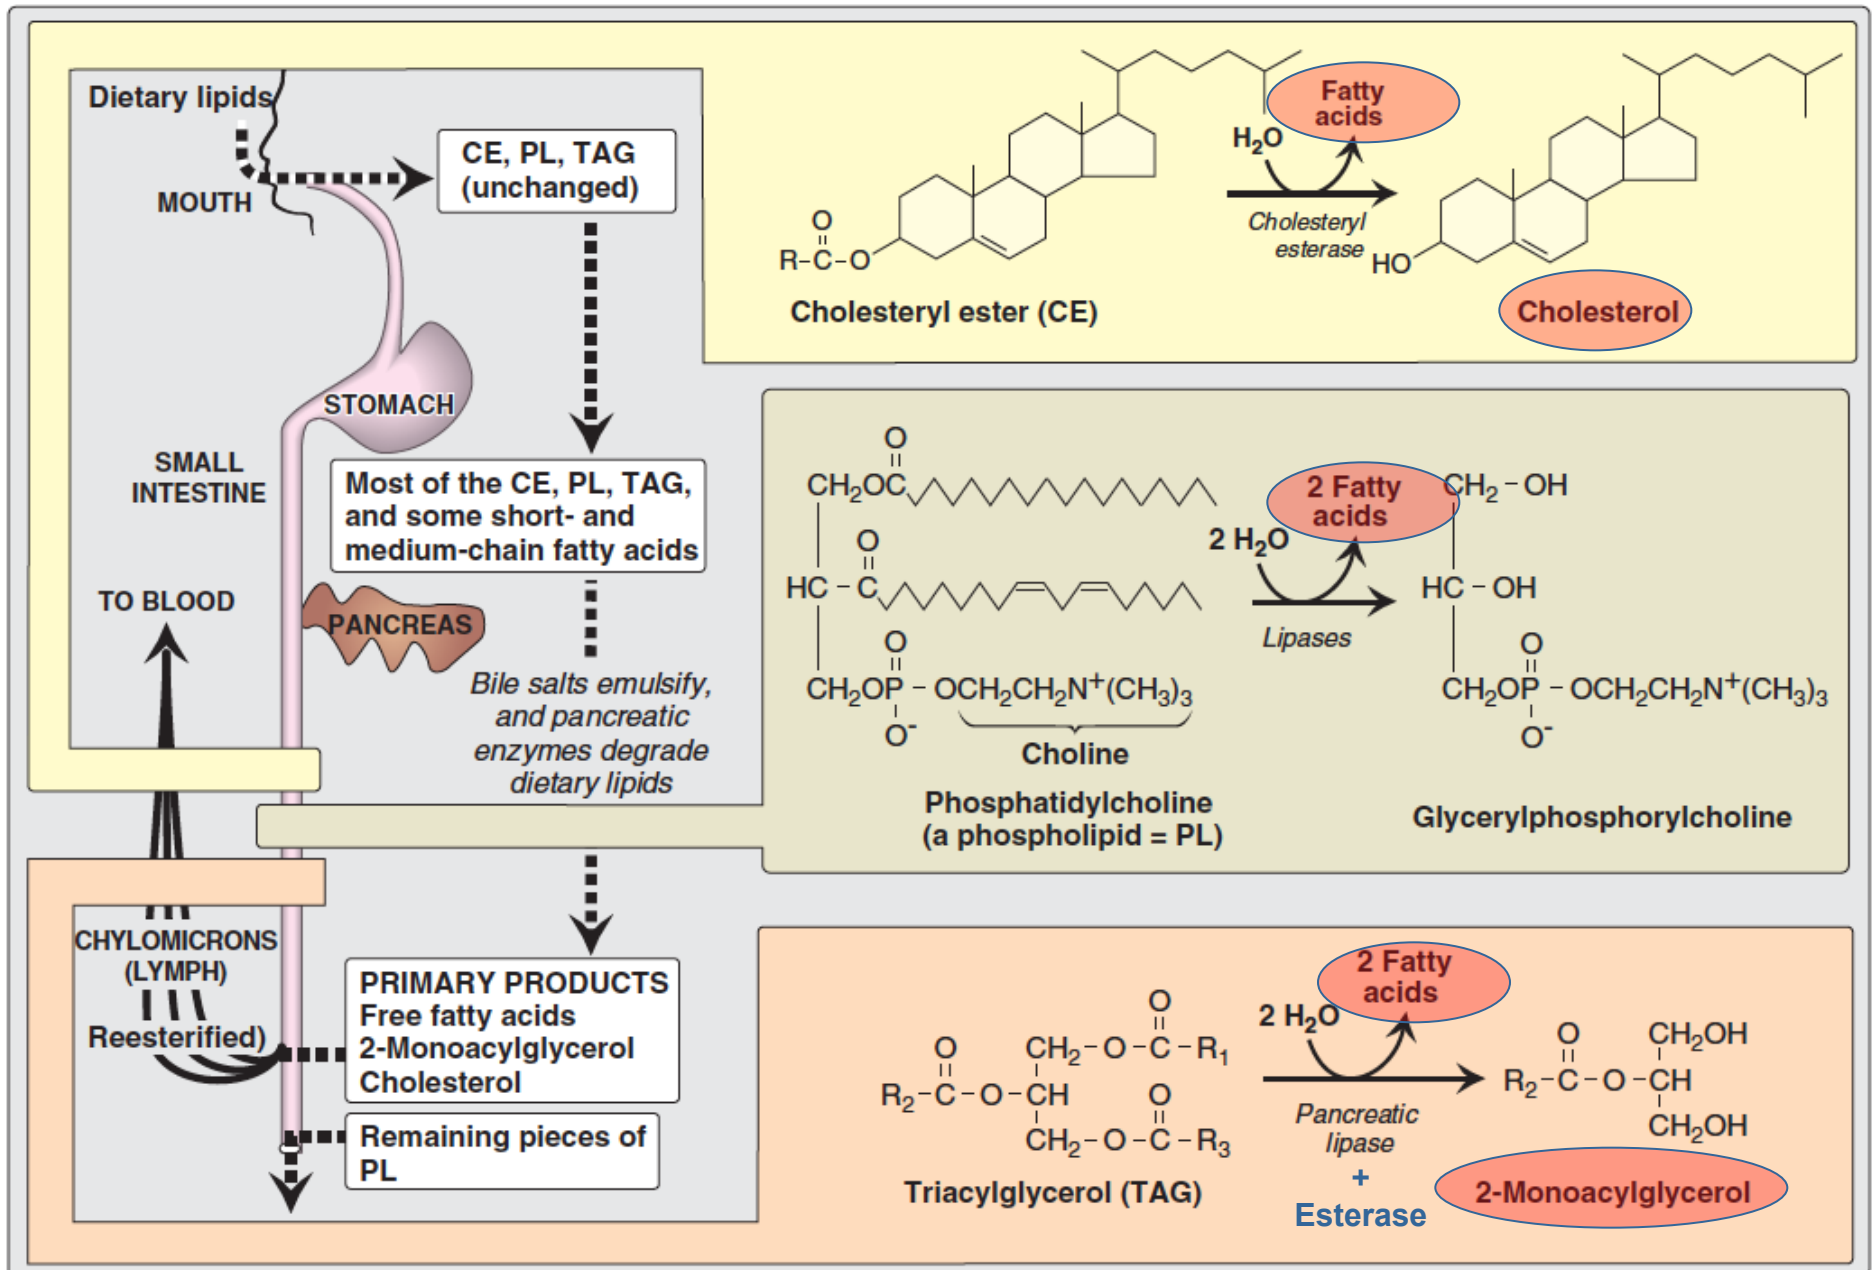 Dietary lipids
MOUTH
CE, PL, TAG
(unchanged)
STOMACH
SMALL
INTESTINE
Most of the CE, PL, TAG,
and some short- and
medium-chain fatty acids
TO BLOOD
PANCREAS
Bile salts emulsify,
and pancreatic
enzymes degrade
dietary lipids
CHYLOMICRONS
(LYMPH)
Reesterified)
PRIMARY PRODUCTS
Free fatty acids
2-Monoacylglycerol
Cholesterol
Remaining pieces of
PL
O
R-C-O
Cholesteryl ester (CE)
H₂O
Fatty
acids
Cholesteryl
esterase
HO
Cholesterol
O
CH₂OC
O
HC - C
O
CH₂OP - OCH₂CH₂N⁺(CH₃)₃
O⁻
Choline
Phosphatidylcholine
(a phospholipid = PL)
2 H₂O
2 Fatty
acids
Lipases
CH₂-OH
HC - OH
O
CH₂OP - OCH₂CH₂N⁺(CH₃)₃
O⁻
Glycerylphosphorylcholine
O
O
CH₂-O-C-R₁
R₂-C-O-CH
O
CH₂-O-C-R₃
Triacylglycerol (TAG)
2 H₂O
2 Fatty
acids
Pancreatic
lipase
+
Esterase
O
CH₂OH
R₂-C-O-CH
CH₂OH
2-Monoacylglycerol